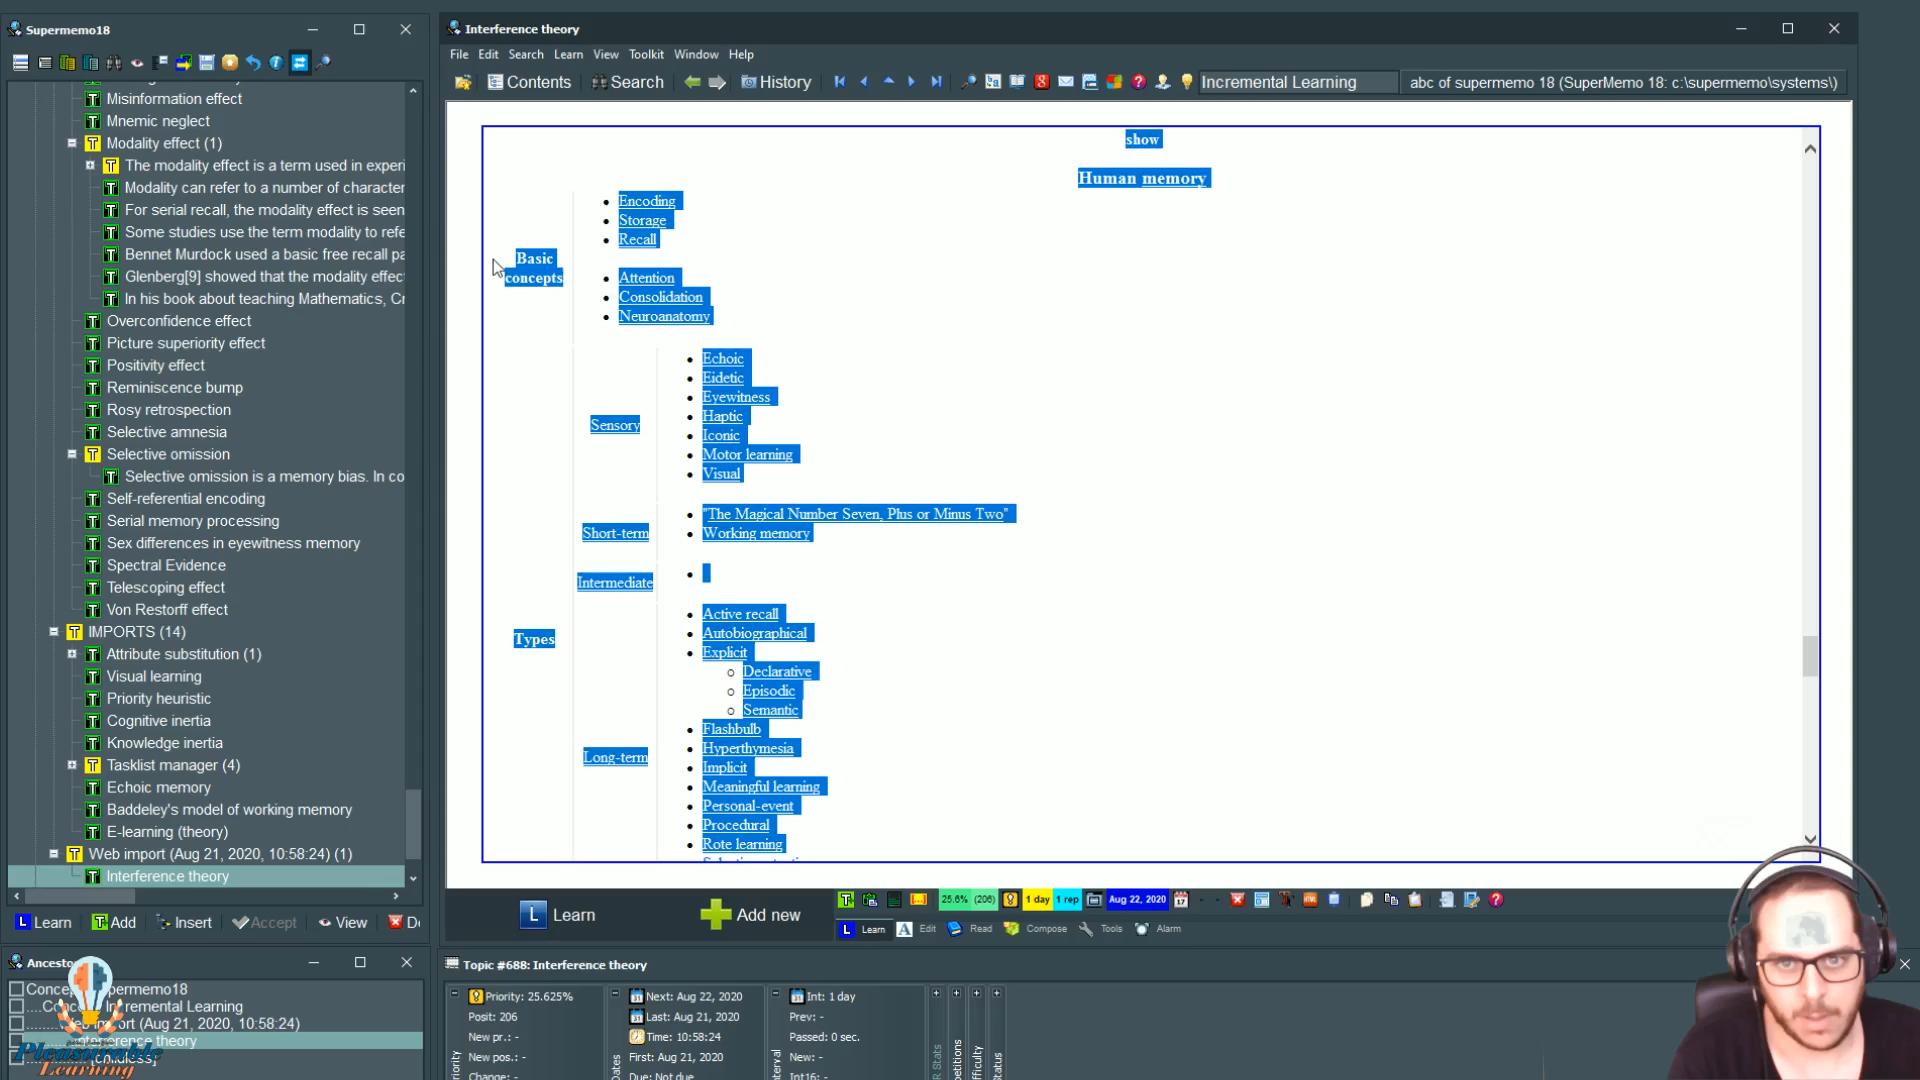 Supermemo18
Misinformation effect
Mnemic neglect
Modality effect (1)
The modality effect is a term used in experi
Modality can refer to a number of character
For serial recall, the modality effect is seen
Some studies use the term modality to refe
Bennet Murdock used a basic free recall pa
Glenberg[9] showed that the modality effec
In his book about teaching Mathematics, Cr
Overconfidence effect
Picture superiority effect
Positivity effect
Reminiscence bump
Rosy retrospection
Selective amnesia
Selective omission
Selective omission is a memory bias. In co
Self-referential encoding
Serial memory processing
Sex differences in eyewitness memory
Spectral Evidence
Telescoping effect
Von Restorff effect
IMPORTS (14)
Attribute substitution (1)
Visual learning
Priority heuristic
Cognitive inertia
Knowledge inertia
Tasklist manager (4)
Echoic memory
Baddeley's model of working memory
E-learning (theory)
Web import (Aug 21, 2020, 10:58:24) (1)
Interference theory
Learn Add Insert Accept View D
Interference theory
File Edit Search Learn View Toolkit Window Help
Contents Search History Incremental Learning abc of supermemo 18 (SuperMemo 18: c:\supermemo\systems\)
show
Human memory
Basic
concepts
Encoding
Storage
Recall
Attention
Consolidation
Neuroanatomy
Types
Sensory
Echoic
Eidetic
Eyewitness
Haptic
Iconic
Motor learning
Visual
Short-term
"The Magical Number Seven, Plus or Minus Two"
Working memory
Intermediate
Long-term
Active recall
Autobiographical
Explicit
Declarative
Episodic
Semantic
Flashbulb
Hyperthymesia
Implicit
Meaningful learning
Personal-event
Procedural
Rote learning
Learn Add new
25.6% (206) 1 day 1 rep Aug 22, 2020
Learn Edit Read Compose Tools Alarm
Incremental Learning
import (Aug 21, 2020, 10:58:24)
theory
[childless]
Pleasurable
Learning
Topic #688: Interference theory
Priority: 25.625%
Posit: 206
New pr.: -
New pos.: -
Change: -
Next: Aug 22, 2020
Last: Aug 21, 2020
Time: 10:58:24
First: Aug 21, 2020
Due: Not due
Dates
Int: 1 day
Prev: -
Passed: 0 sec.
New: -
Int16: -